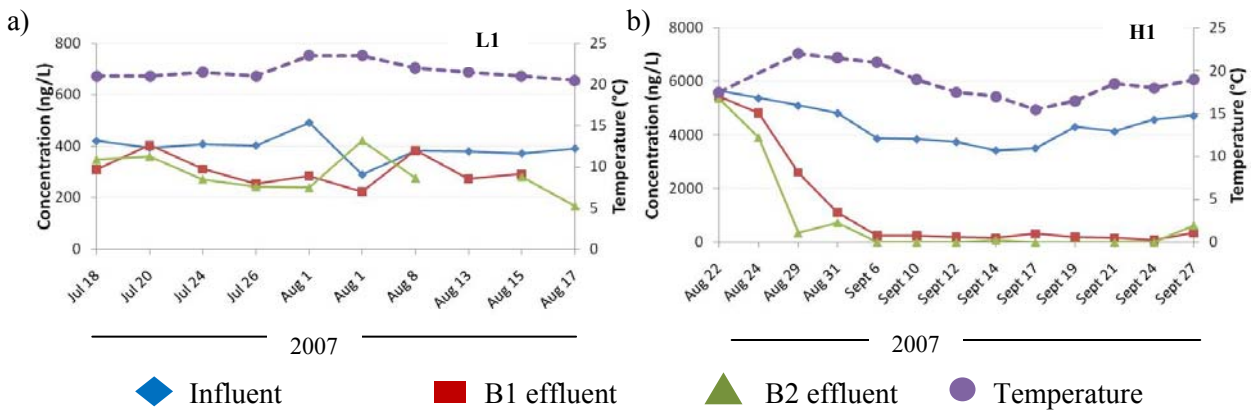 a)
L1
Concentration (ng/L)
800
600
400
200
0
25
20
15
10
5
0
Temperature (°C)
Jul 18
Jul 20
Jul 24
Jul 26
Aug 1
Aug 1
Aug 8
Aug 13
Aug 15
Aug 17
2007
b)
H1
Concentration (ng/L)
8000
6000
4000
2000
0
25
20
15
10
5
0
Temperature (°C)
Aug 22
Aug 24
Aug 29
Aug 31
Sept 6
Sept 10
Sept 12
Sept 14
Sept 17
Sept 19
Sept 21
Sept 24
Sept 27
2007
Influent
B1 effluent
B2 effluent
Temperature